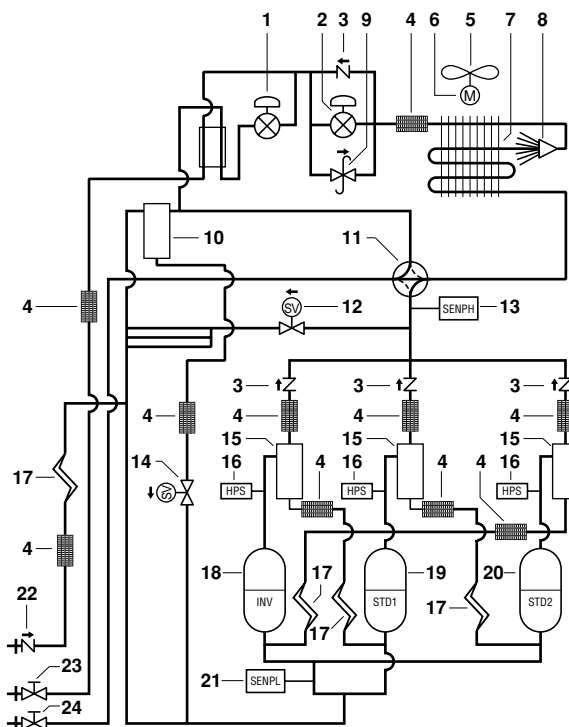 1 2 3 9 4 6 5 7 8
M
10 11
4
SV 12 SENPH 13
3 3 3
4 4 4 4
15 15 15
17 14 16 16 4 4 16
SV HPS HPS HPS
4
18 17 19 20
INV STD1 STD2
22 17 17
23 21 SENPL
24